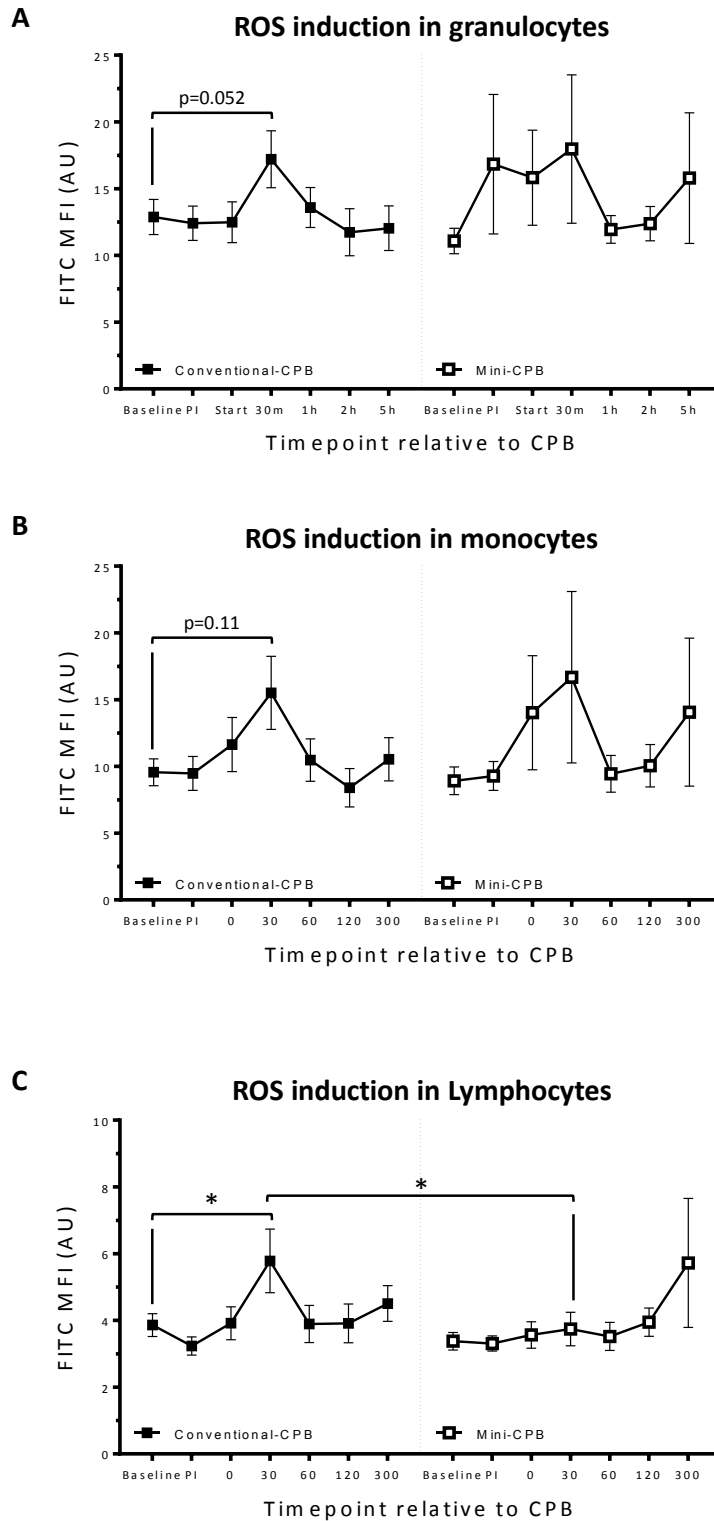 A
ROS induction in granulocytes
25
20
15
10
5
0
FITC MFI (AU)
p=0.052
Conventional-CPB
Mini-CPB
Baseline PI Start 30m 1h 2h 5h Baseline PI Start 30m 1h 2h 5h
Timepoint relative to CPB
B
ROS induction in monocytes
25
20
15
10
5
0
FITC MFI (AU)
p=0.11
Conventional-CPB
Mini-CPB
Baseline PI 0 30 60 120 300 Baseline PI 0 30 60 120 300
Timepoint relative to CPB
C
ROS induction in Lymphocytes
10
8
6
4
2
0
FITC MFI (AU)
*
*
Conventional-CPB
Mini-CPB
Baseline PI 0 30 60 120 300 Baseline PI 0 30 60 120 300
Timepoint relative to CPB